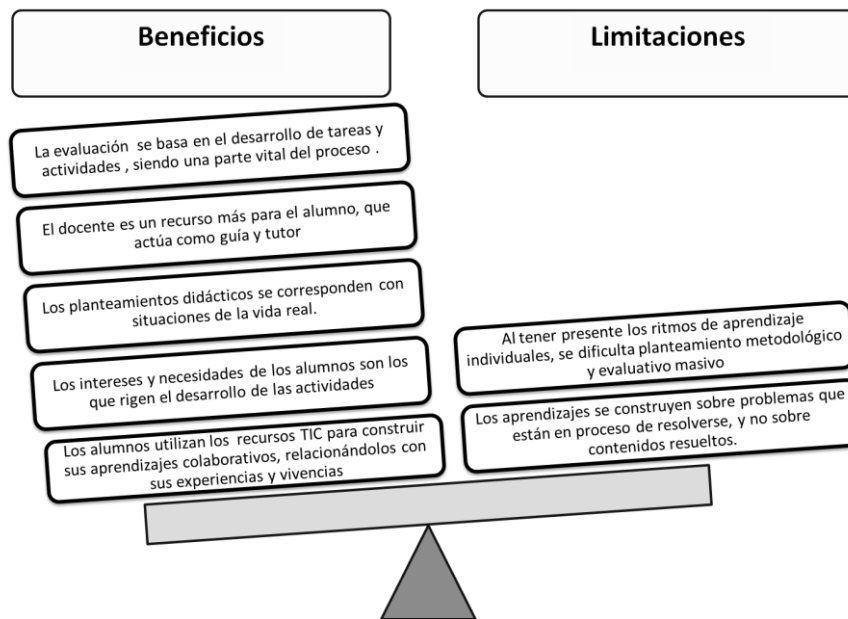 Beneficios
Limitaciones
La evaluación se basa en el desarrollo de tareas y
actividades , siendo una parte vital del proceso .
El docente es un recurso más para el alumno, que
actúa como guía y tutor
Los planteamientos didácticos se corresponden con
situaciones de la vida real.
Los intereses y necesidades de los alumnos son los
que rigen el desarrollo de las actividades
Los alumnos utilizan los recursos TIC para construir
sus aprendizajes colaborativos, relacionándolos con
sus experiencias y vivencias
Al tener presente los ritmos de aprendizaje
individuales, se dificulta planteamiento metodológico
y evaluativo masivo
Los aprendizajes se construyen sobre problemas que
están en proceso de resolverse, y no sobre
contenidos resueltos.